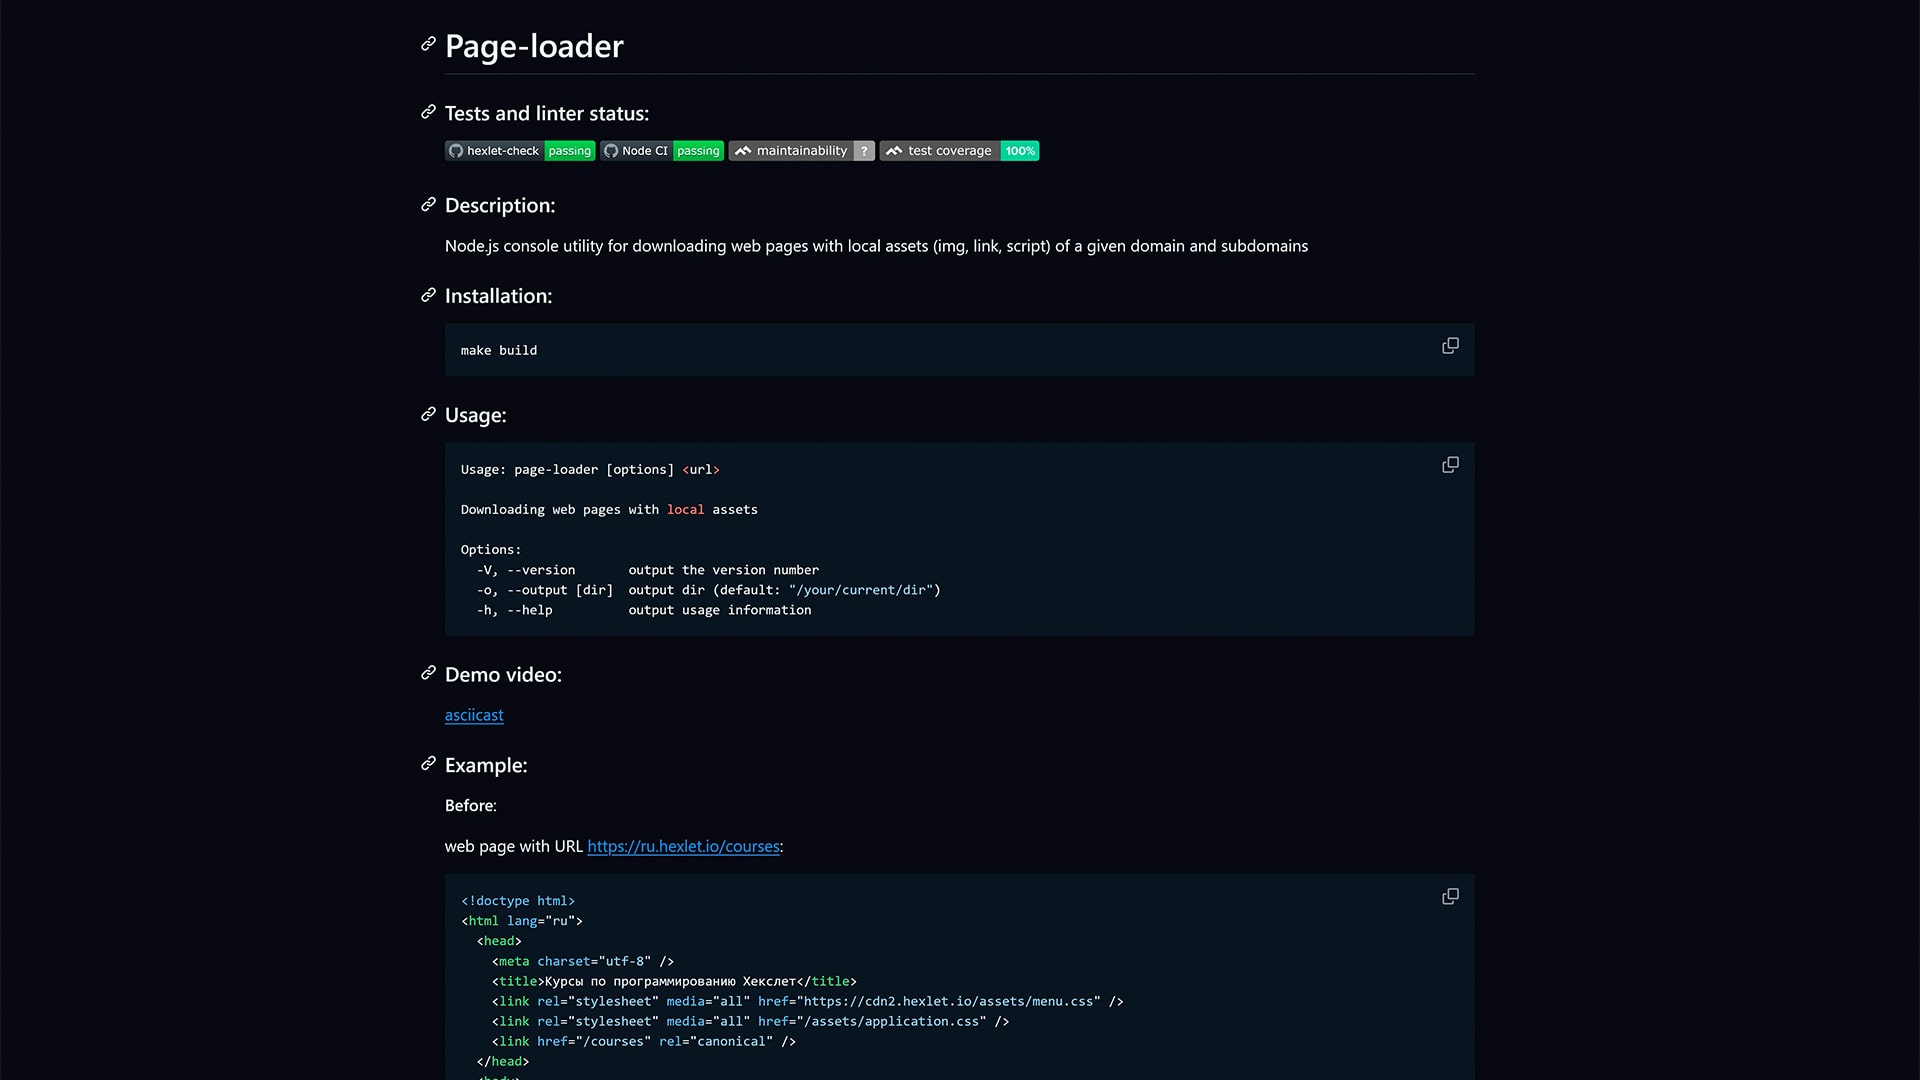 Page-loader
Tests and linter status:
hexlet-check passing Node CI passing maintainability ? test coverage 100%
Description:
Node.js console utility for downloading web pages with local assets (img, link, script) of a given domain and subdomains
Installation:
make build
Usage:
Usage: page-loader [options] <url>
Downloading web pages with local assets
Options:
  -V, --version       output the version number
  -o, --output [dir]  output dir (default: "/your/current/dir")
  -h, --help          output usage information
Demo video:
asciicast
Example:
Before:
web page with URL https://ru.hexlet.io/courses:
<!doctype html>
<html lang="ru">
  <head>
    <meta charset="utf-8" />
    <title>Курсы по программированию Хекслет</title>
    <link rel="stylesheet" media="all" href="https://cdn2.hexlet.io/assets/menu.css" />
    <link rel="stylesheet" media="all" href="/assets/application.css" />
    <link href="/courses" rel="canonical" />
  </head>
  <body>